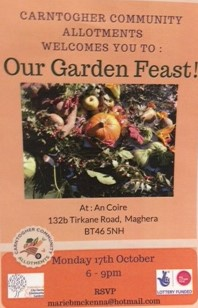 CARNTOGHER COMMUNITY
ALLOTMENTS
WELCOMES YOU TO :
Our Garden Feast!
At : An Coire
132b Tirkane Road, Maghera
BT46 5NH
CARNTOGHER COMMUNITY
ALLOTMENTS
Monday 17th October
6 - 9pm
RSVP
mariebmckenna@hotmail.com
LOTTERY FUNDED